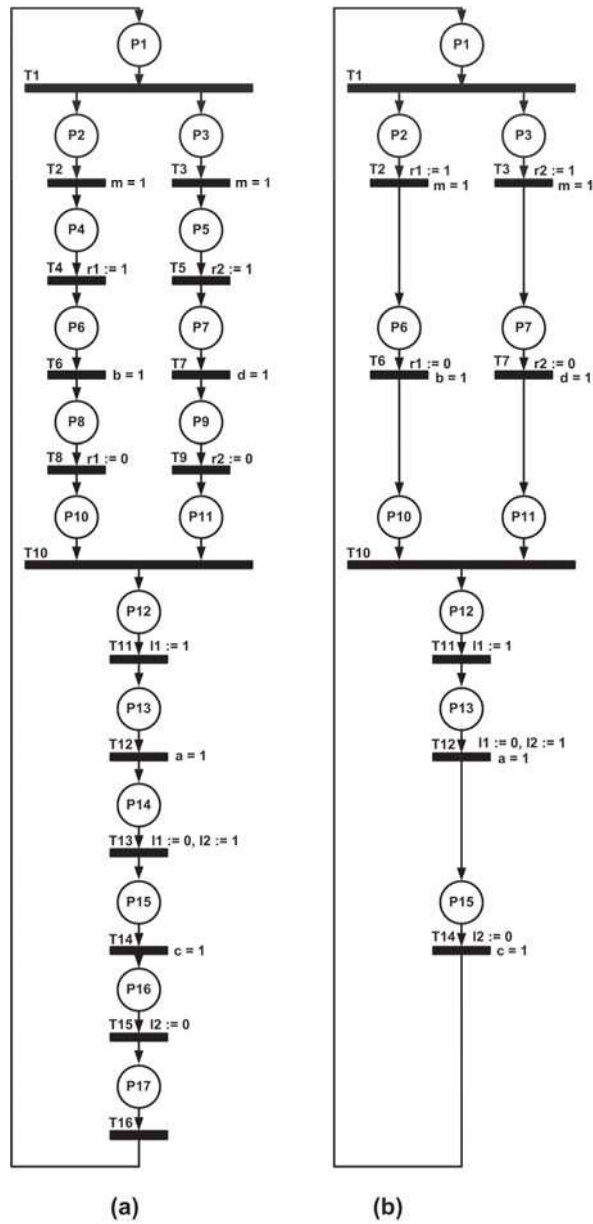 P1 P1
T1 T1
P2 P3 P2 P3
T2 m = 1 T3 m = 1 T2 r1 := 1 m = 1 T3 r2 := 1 m = 1
P4 P5
T4 r1 := 1 T5 r2 := 1
P6 P7 P6 P7
T6 b = 1 T7 d = 1 T6 r1 := 0 b = 1 T7 r2 := 0 d = 1
P8 P9
T8 r1 := 0 T9 r2 := 0
P10 P11 P10 P11
T10 T10
P12 P12
T11 l1 := 1 T11 l1 := 1
P13 P13
T12 a = 1 T12 l1 := 0, l2 := 1 a = 1
P14
T13 l1 := 0, l2 := 1
P15 P15
T14 c = 1 T14 l2 := 0 c = 1
P16
T15 l2 := 0
P17
T16
(a) (b)